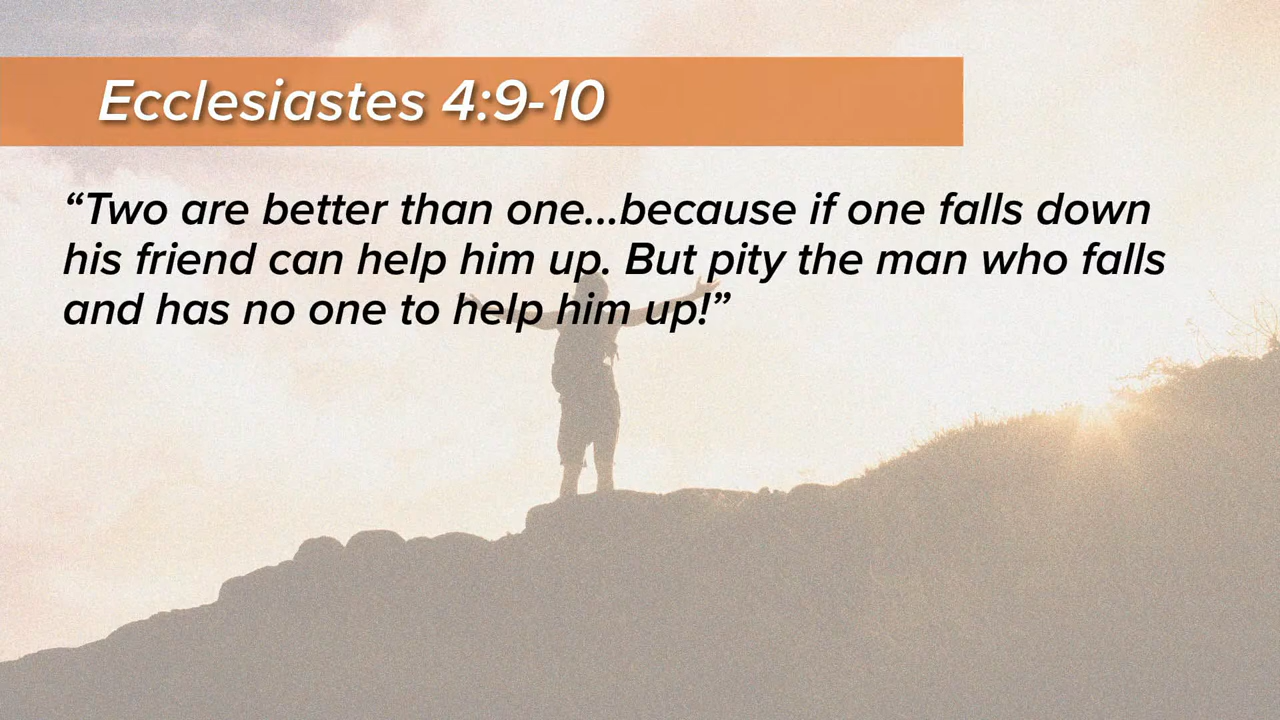 Ecclesiastes 4:9-10
“Two are better than one...because if one falls down
his friend can help him up. But pity the man who falls
and has no one to help him up!”